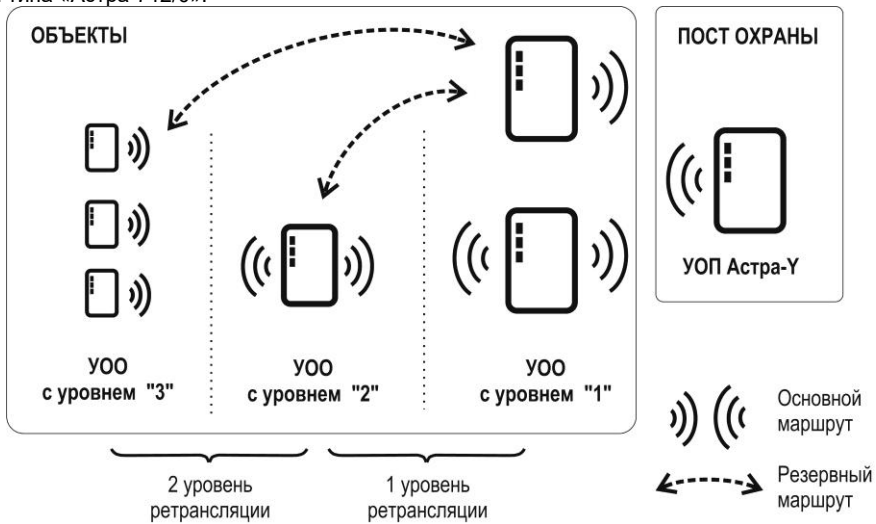 ОБЪЕКТЫ
ПОСТ ОХРАНЫ
УОП Астра-Y
УОО
с уровнем "3"
УОО
с уровнем "2"
УОО
с уровнем "1"
Основной
маршрут
Резервный
маршрут
2 уровень
ретрансляции
1 уровень
ретрансляции